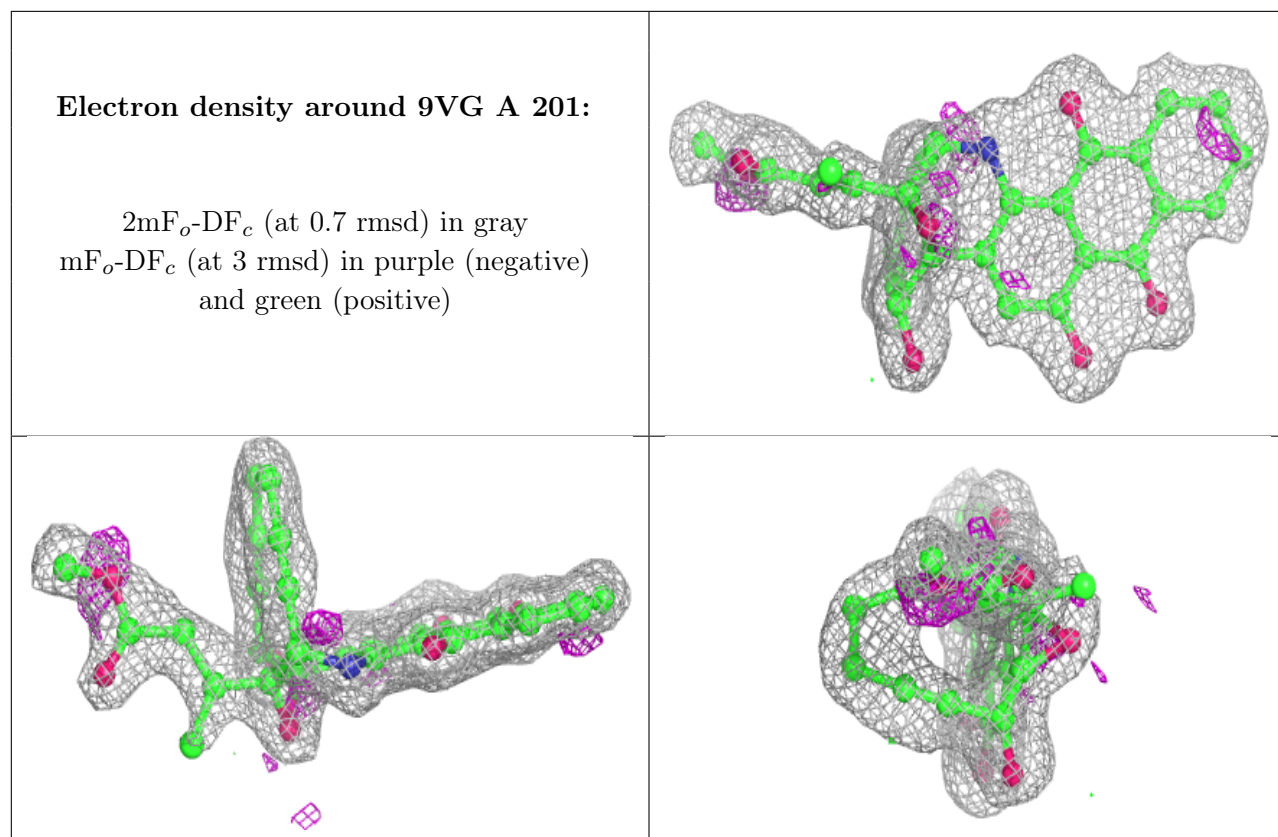 Electron density around 9VG A 201:
2mFo-DFc (at 0.7 rmsd) in gray
mFo-DFc (at 3 rmsd) in purple (negative)
and green (positive)